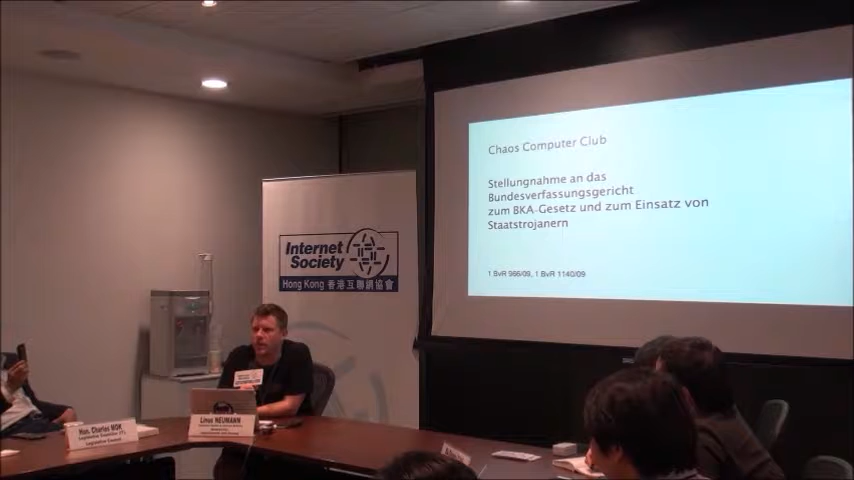 Chaos Computer Club
Stellungnahme an das
Bundesverfassungsgericht
zum BKA-Gesetz und zum Einsatz von
Staatstrojanern
1 BvR 966/09, 1 BvR 1140/09
Internet
Society
Hong Kong 香港互聯網協會
Hon. Charles MOK
Legislative Council
Linus NEUMANN